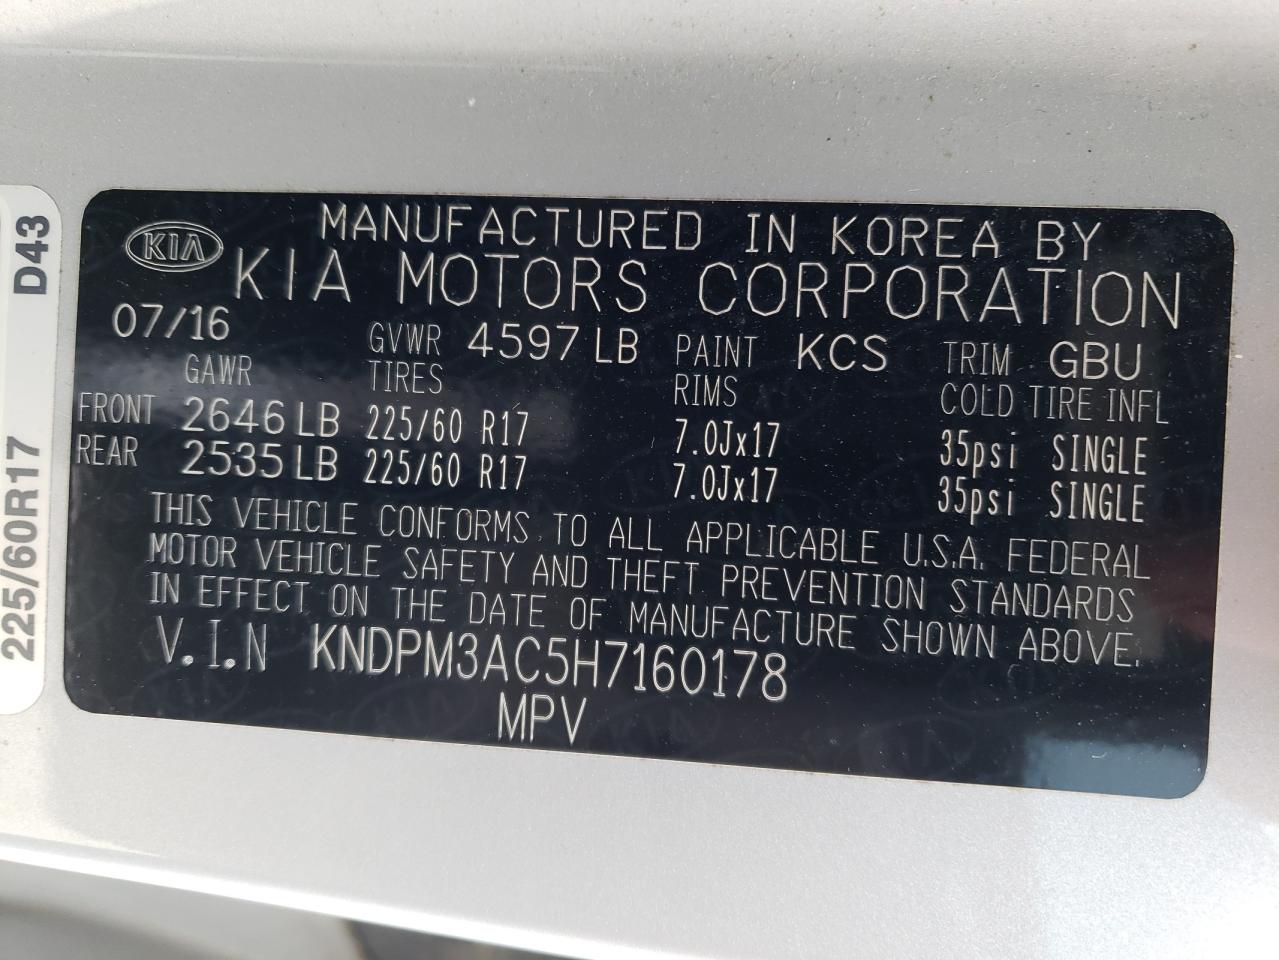 KIA
MANUFACTURED IN KOREA BY
KIA MOTORS CORPORATION
07/16 GVWR 4597 LB PAINT KCS TRIM GBU
GAWR TIRES RIMS COLD TIRE INFL
FRONT 2646 LB 225/60 R17 7.0Jx17 35psi SINGLE
REAR 2535 LB 225/60 R17 7.0Jx17 35psi SINGLE
THIS VEHICLE CONFORMS TO ALL APPLICABLE U.S.A. FEDERAL
MOTOR VEHICLE SAFETY AND THEFT PREVENTION STANDARDS
IN EFFECT ON THE DATE OF MANUFACTURE SHOWN ABOVE.
V.I.N KNDPM3AC5H7160178
MPV
225/60R17 D43